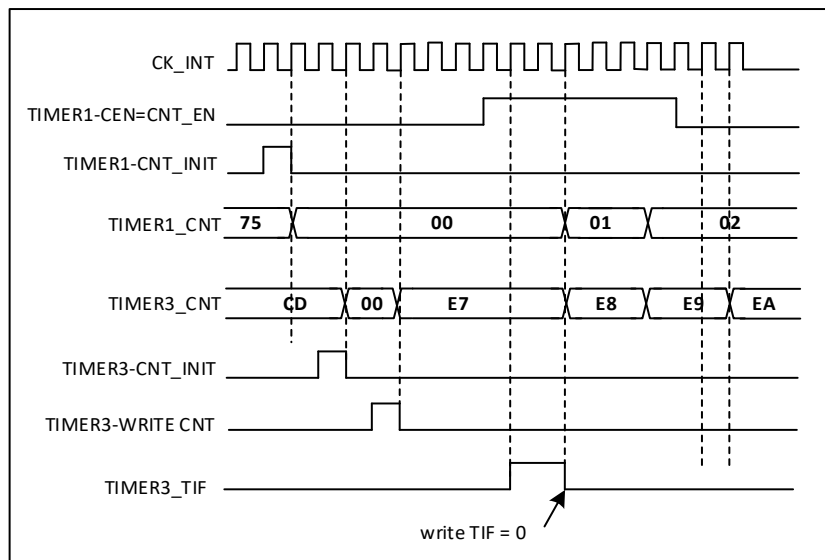 CK_INT
TIMER1-CEN=CNT_EN
TIMER1-CNT_INIT
TIMER1_CNT 75 00 01 02
TIMER3_CNT CD 00 E7 E8 E9 EA
TIMER3-CNT_INIT
TIMER3-WRITE CNT
TIMER3_TIF
write TIF = 0